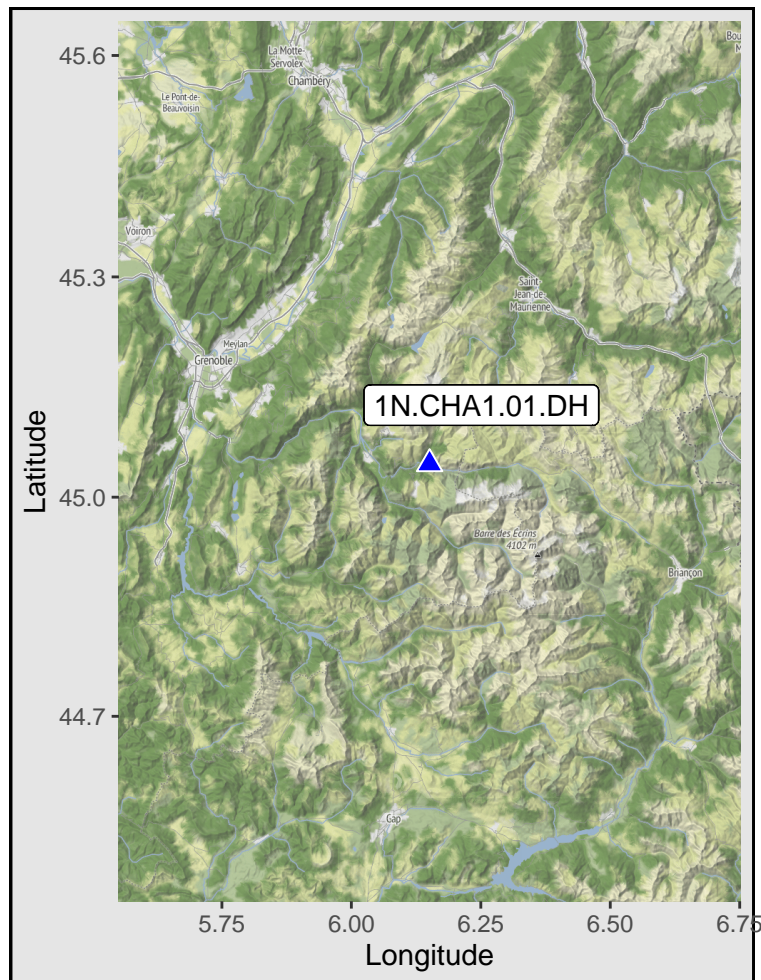 45.6
45.3
45.0
44.7
Latitude
La Motte-
Servolex
Chambéry
Le Pont-de-
Beauvoisin
Bou
M
Voiron
Saint-
Jean-de-
Maurienne
Meylan
Grenoble
1N.CHA1.01.DH
Barre des Écrins
4102 m
Briançon
Gap
5.75
6.00
6.25
6.50
6.75
Longitude